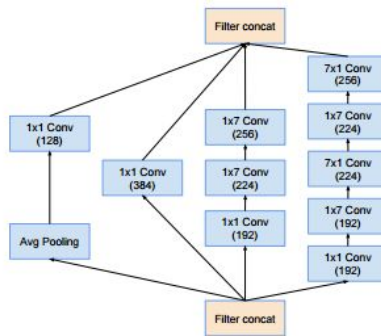 Filter concat
7x1 Conv
(256)
1x1 Conv
(128)
1x7 Conv
(256)
1x7 Conv
(224)
1x1 Conv
(384)
1x7 Conv
(224)
7x1 Conv
(224)
1x7 Conv
(192)
Avg Pooling
1x1 Conv
(192)
1x1 Conv
(192)
Filter concat